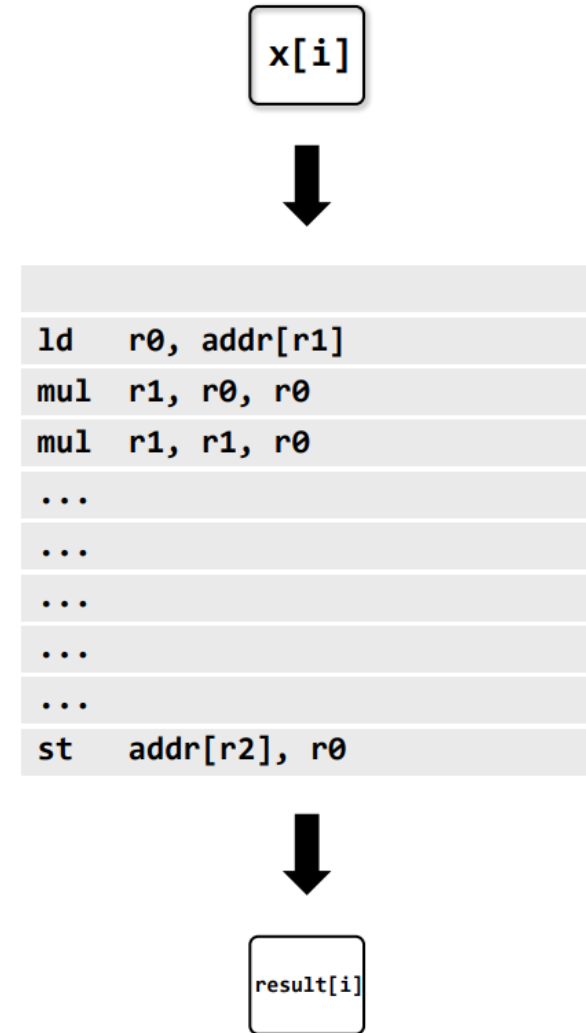 x[i]
ld r0, addr[r1]
mul r1, r0, r0
mul r1, r1, r0
...
...
...
...
...
st addr[r2], r0
result[i]